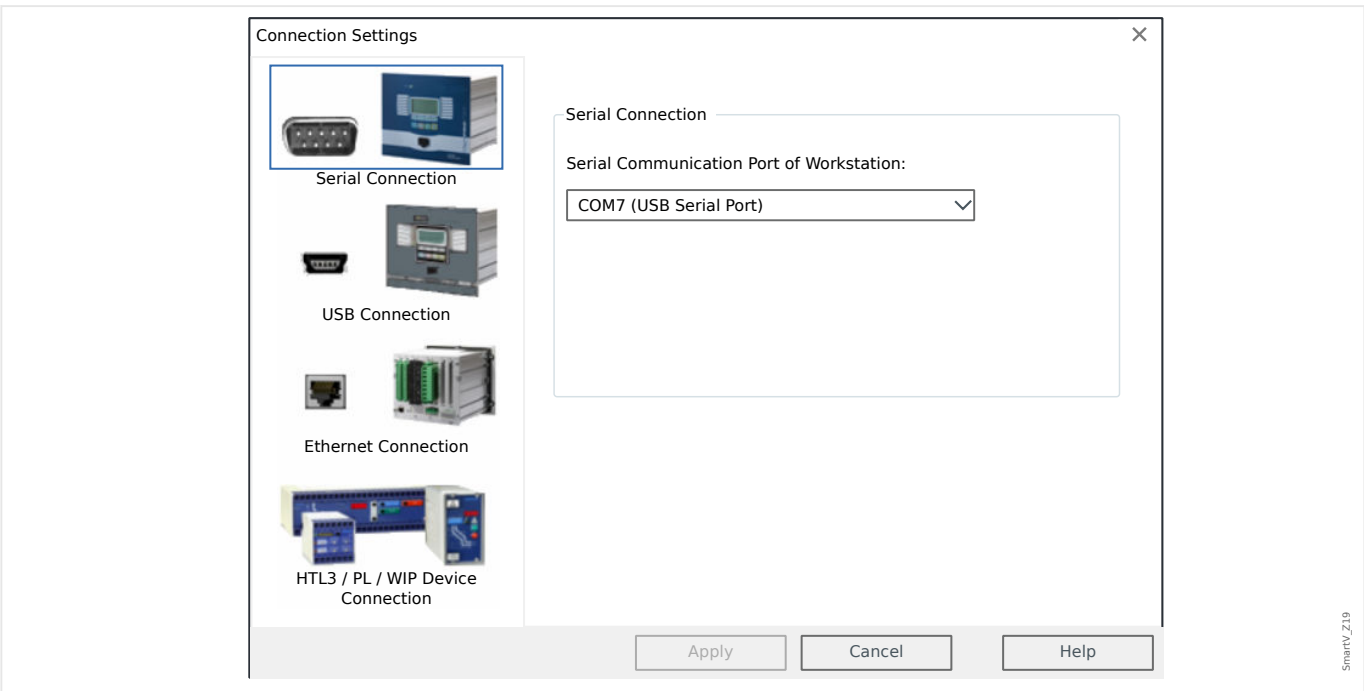 Connection Settings
Serial Connection
USB Connection
Ethernet Connection
HTL3 / PL / WIP Device
Connection
Serial Connection
Serial Communication Port of Workstation:
COM7 (USB Serial Port)
Apply
Cancel
Help
SmartV_Z19